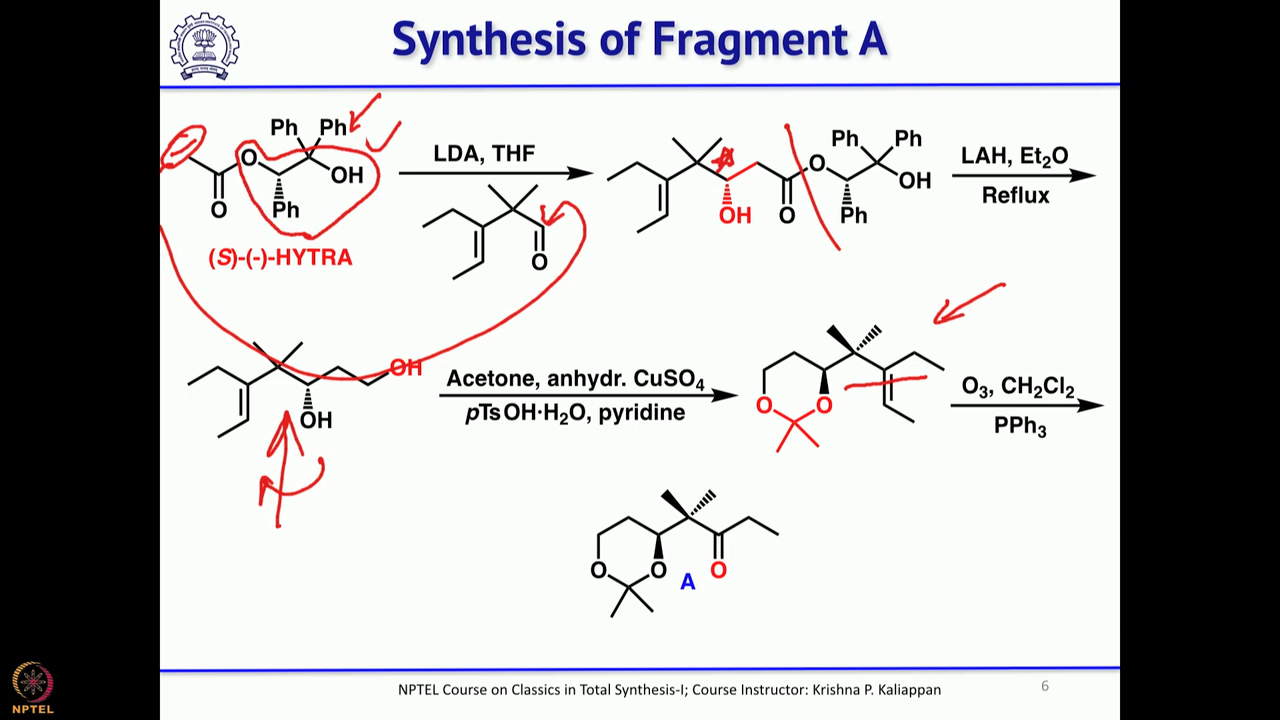 Synthesis of Fragment A
Ph Ph
O
OH
O
Ph
(S)-(-)-HYTRA
LDA, THF
O
Ph Ph
O
OH
OH
O
Ph
LAH, Et₂O
Reflux
OH
OH
Acetone, anhydr. CuSO₄
pTsOH·H₂O, pyridine
O O
O₃, CH₂Cl₂
PPh₃
O O
A
O
NPTEL
NPTEL Course on Classics in Total Synthesis-I; Course Instructor: Krishna P. Kaliappan
6